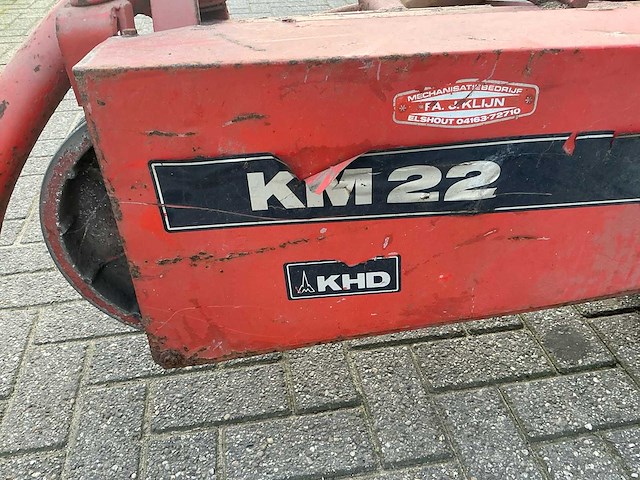 MECHANISATIEBEDRIJF
FA. J. KLIJN
ELSHOUT 04163-72710
KM 22
KHD